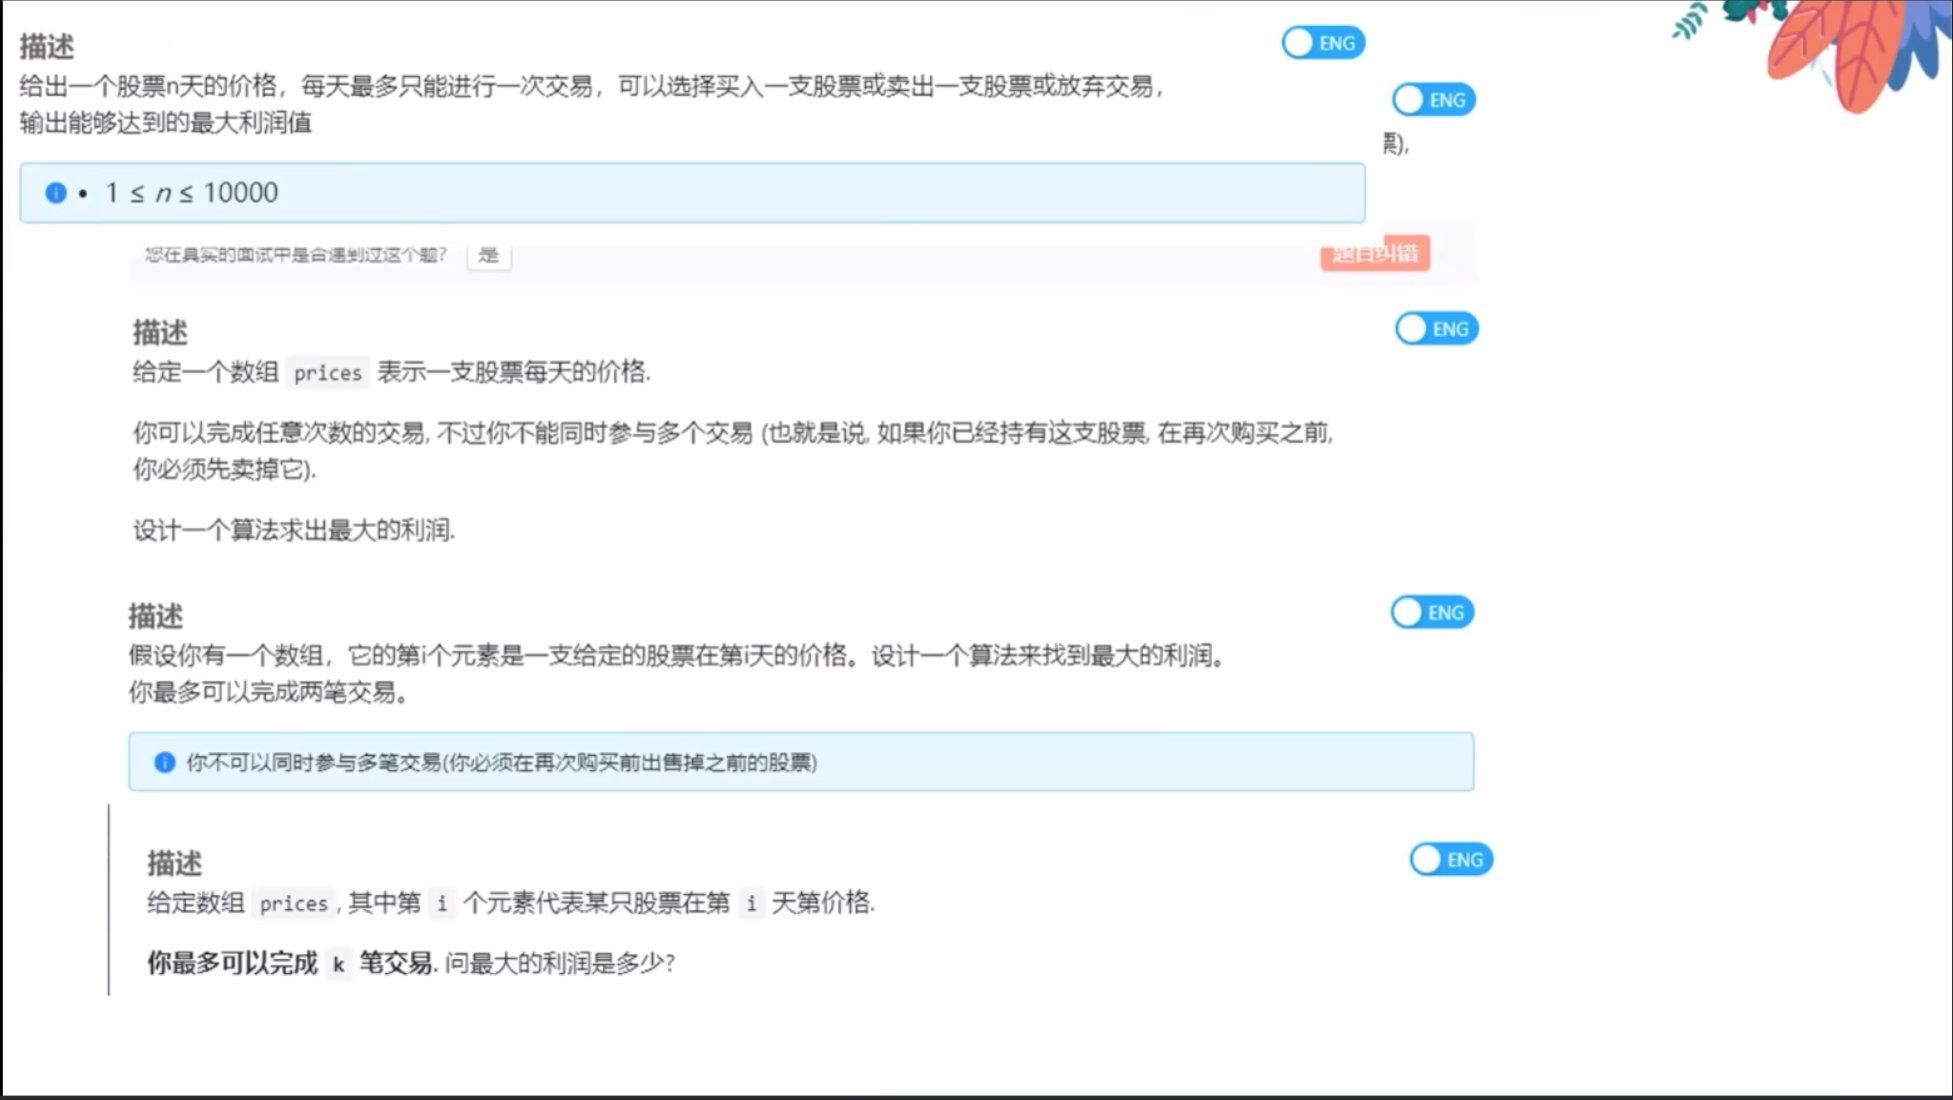 描述
ENG
给出一个股票n天的价格，每天最多只能进行一次交易，可以选择买入一支股票或卖出一支股票或放弃交易，
输出能够达到的最大利润值
ENG
票),
• 1 ≤ n ≤ 10000
您在真实的面试中是否遇到过这个题? 是
题目纠错
描述
ENG
给定一个数组 prices 表示一支股票每天的价格.
你可以完成任意次数的交易, 不过你不能同时参与多个交易 (也就是说, 如果你已经持有这支股票, 在再次购买之前,
你必须先卖掉它).
设计一个算法求出最大的利润.
描述
ENG
假设你有一个数组，它的第i个元素是一支给定的股票在第i天的价格。设计一个算法来找到最大的利润。
你最多可以完成两笔交易。
你不可以同时参与多笔交易(你必须在再次购买前出售掉之前的股票)
描述
ENG
给定数组 prices, 其中第 i 个元素代表某只股票在第 i 天第价格.
你最多可以完成 k 笔交易. 问最大的利润是多少?